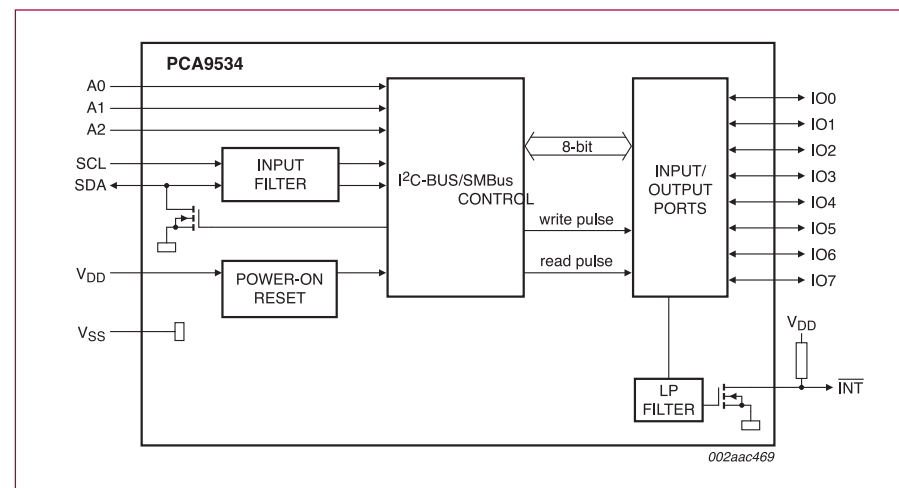 PCA9534
A0
A1
A2
SCL
SDA
VDD
VSS
INPUT
FILTER
POWER-ON
RESET
I2C-BUS/SMBus
CONTROL
8-bit
write pulse
read pulse
INPUT/
OUTPUT
PORTS
IO0
IO1
IO2
IO3
IO4
IO5
IO6
IO7
VDD
LP
FILTER
INT
002aac469